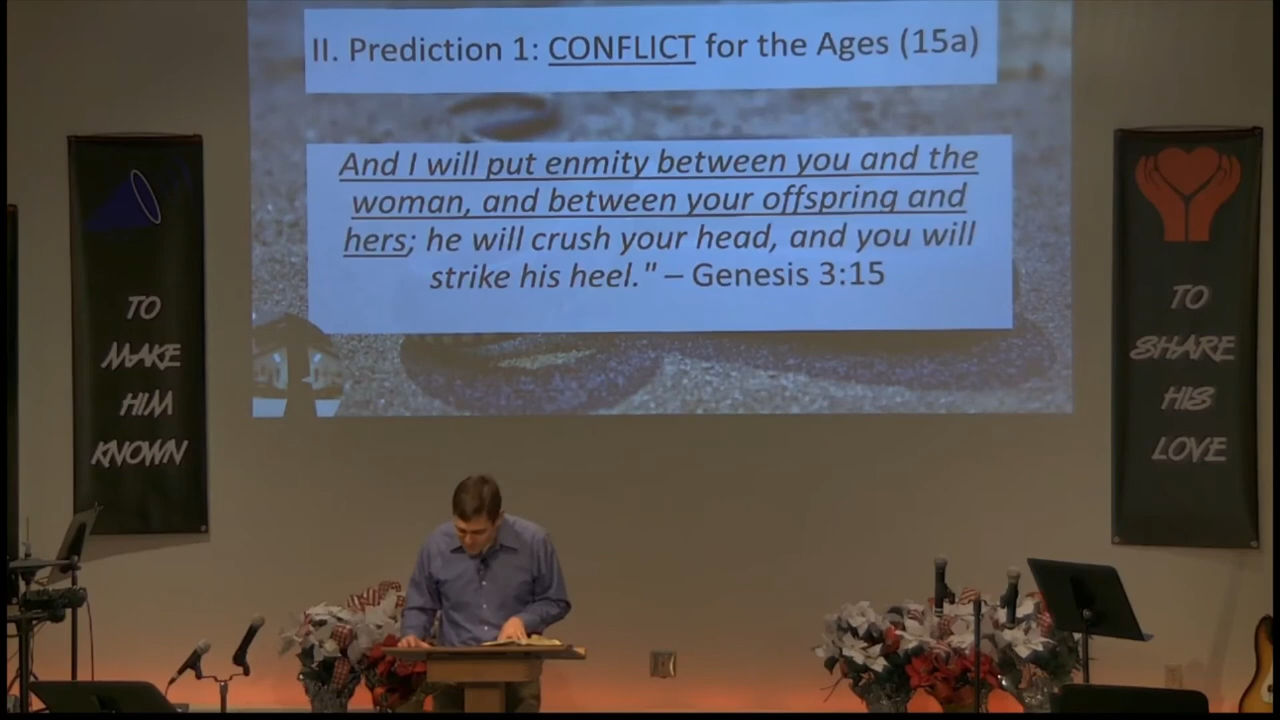 II. Prediction 1: CONFLICT for the Ages (15a)
And I will put enmity between you and the
woman, and between your offspring and
hers; he will crush your head, and you will
strike his heel." – Genesis 3:15
TO
MAKE
HIM
KNOWN
TO
SHARE
HIS
LOVE